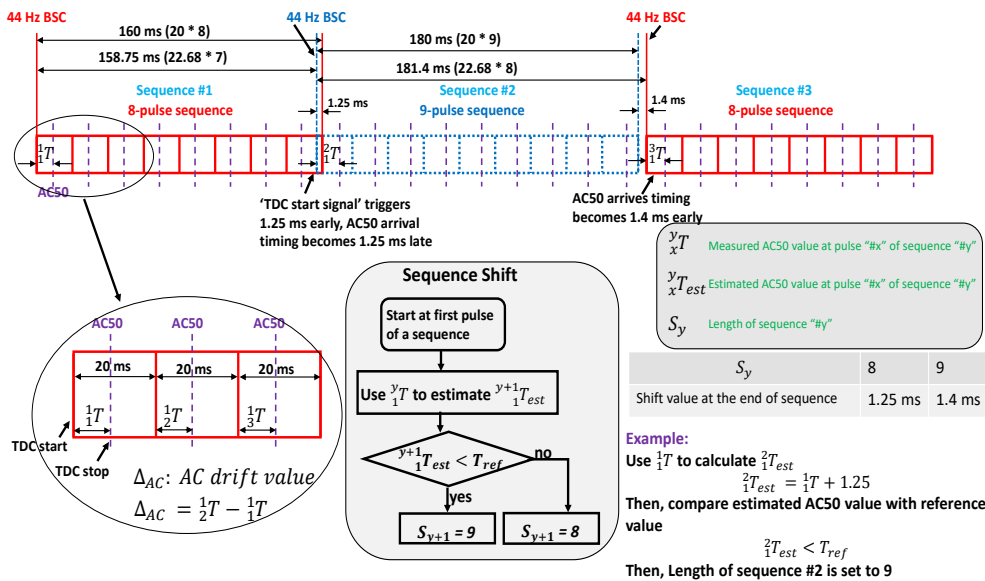 44 Hz BSC
44 Hz BSC
44 Hz BSC
160 ms (20 * 8)
180 ms (20 * 9)
158.75 ms (22.68 * 7)
181.4 ms (22.68 * 8)
Sequence #1
8-pulse sequence
1.25 ms
Sequence #2
9-pulse sequence
1.4 ms
Sequence #3
8-pulse sequence
¹₁T
²₁T
³₁T
AC50
'TDC start signal' triggers
1.25 ms early, AC50 arrival
timing becomes 1.25 ms late
AC50 arrives timing
becomes 1.4 ms early
ʸₓT Measured AC50 value at pulse "#x" of sequence "#y"
ʸₓT_est Estimated AC50 value at pulse "#x" of sequence "#y"
S_y Length of sequence "#y"
S_y 8 9
Shift value at the end of sequence 1.25 ms 1.4 ms
Sequence Shift
Start at first pulse
of a sequence
Use ʸ₁T to estimate ʸ⁺¹₁T_est
ʸ⁺¹₁T_est < T_ref
no
yes
S_y+1 = 9
S_y+1 = 8
AC50 AC50 AC50
20 ms 20 ms 20 ms
¹₁T ¹₂T ¹₃T
TDC start
TDC stop
Δ_AC: AC drift value
Δ_AC = ¹₂T − ¹₁T
Example:
Use ¹₁T to calculate ²₁T_est
²₁T_est = ¹₁T + 1.25
Then, compare estimated AC50 value with reference
value
²₁T_est < T_ref
Then, Length of sequence #2 is set to 9